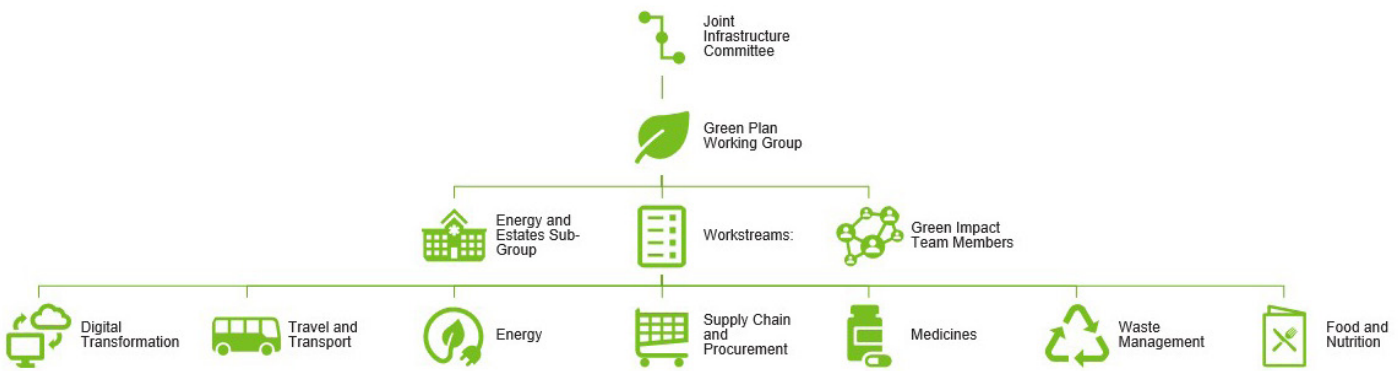 Joint
Infrastructure
Committee
Green Plan
Working Group
Energy and
Estates Sub-
Group
Workstreams:
Green Impact
Team Members
Digital
Transformation
Travel and
Transport
Energy
Supply Chain
and
Procurement
Medicines
Waste
Management
Food and
Nutrition